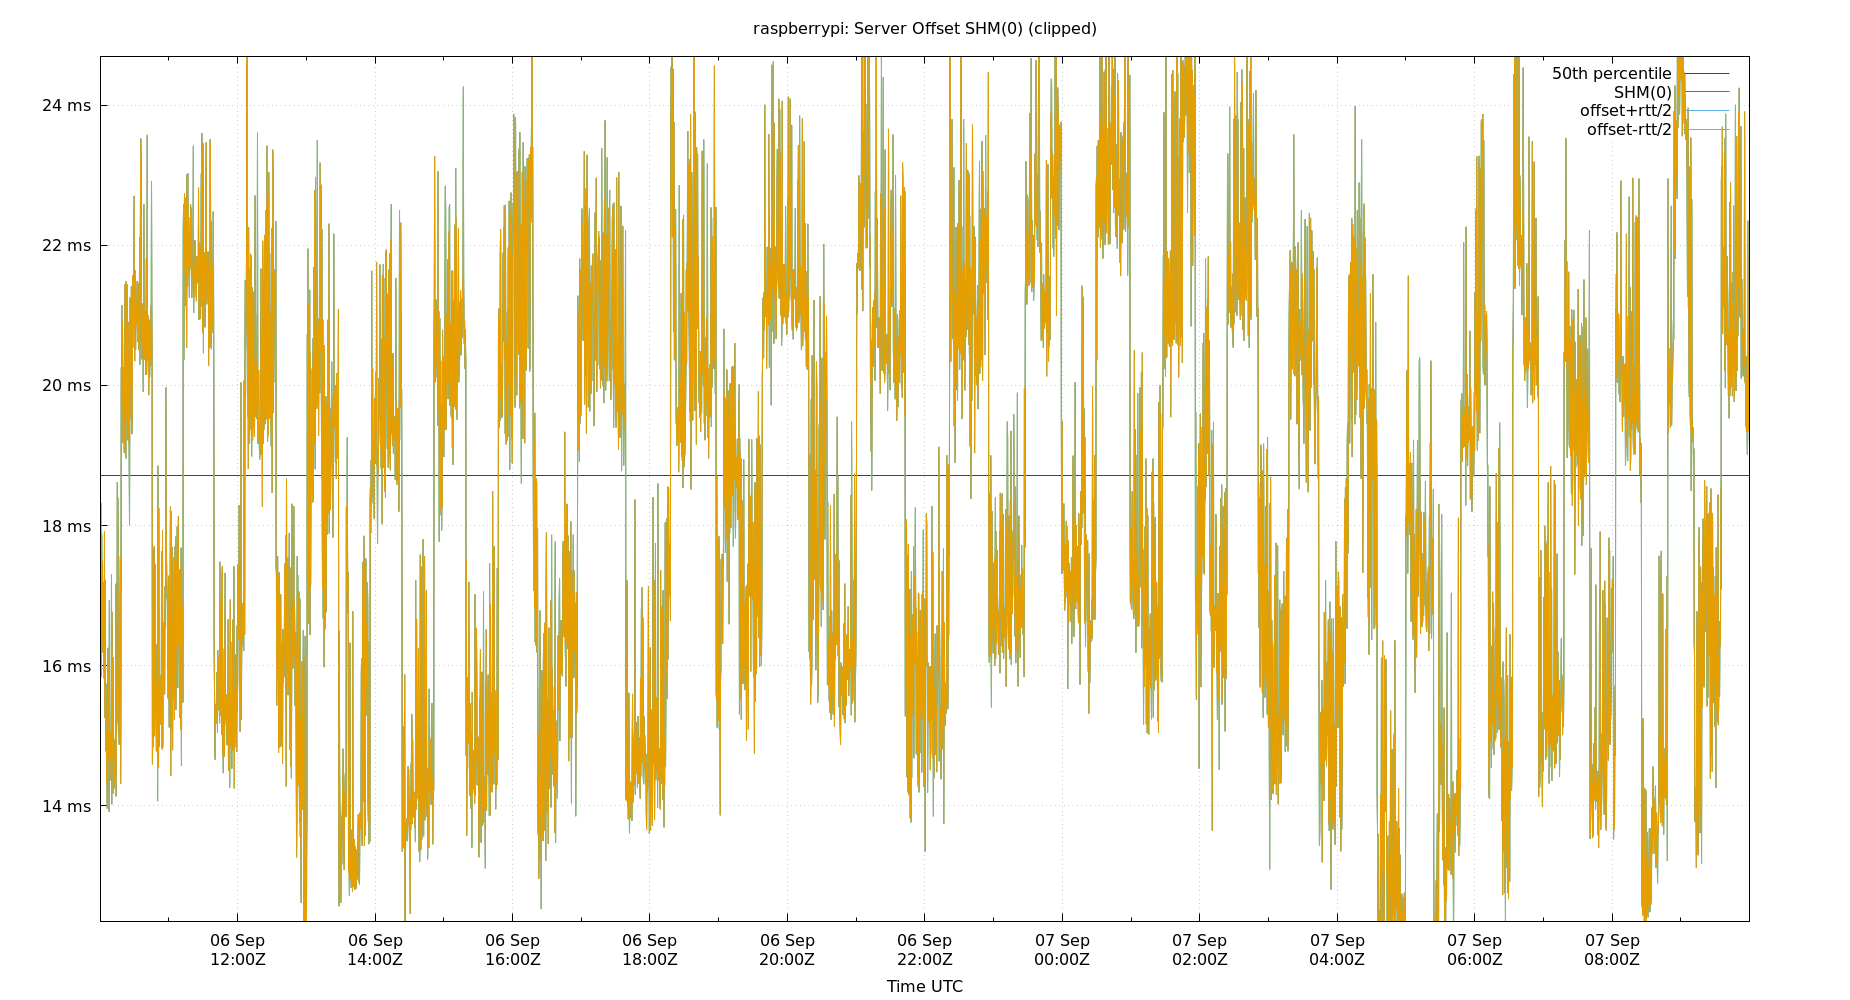 raspberrypi: Server Offset SHM(0) (clipped)
50th percentile
SHM(0)
offset+rtt/2
offset-rtt/2
24 ms
22 ms
20 ms
18 ms
16 ms
14 ms
06 Sep 06 Sep 06 Sep 06 Sep 06 Sep 06 Sep 07 Sep 07 Sep 07 Sep 07 Sep 07 Sep
12:00Z 14:00Z 16:00Z 18:00Z 20:00Z 22:00Z 00:00Z 02:00Z 04:00Z 06:00Z 08:00Z
Time UTC